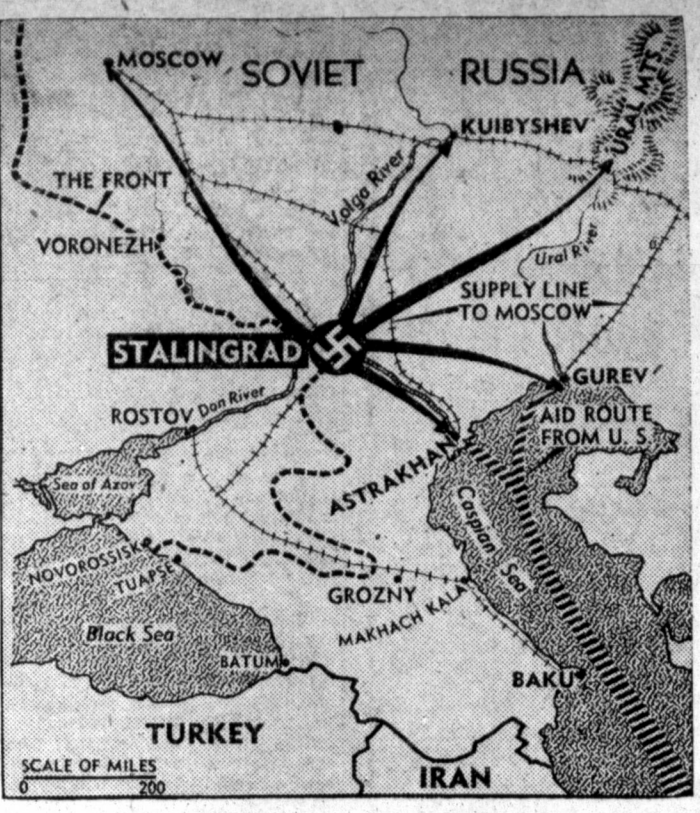 MOSCOW
SOVIET RUSSIA
URAL MTS.
KUIBYSHEV
THE FRONT
Volga River
VORONEZH
Ural River
SUPPLY LINE
TO MOSCOW
STALINGRAD
GUREV
ROSTOV
Don River
AID ROUTE
FROM U. S.
ASTRAKHAN
Sea of Azov
Caspian Sea
NOVOROSSISK
TUAPSE
GROZNY
MAKHACH KALA
Black Sea
BATUM
BAKU
TURKEY
SCALE OF MILES
0 200
IRAN